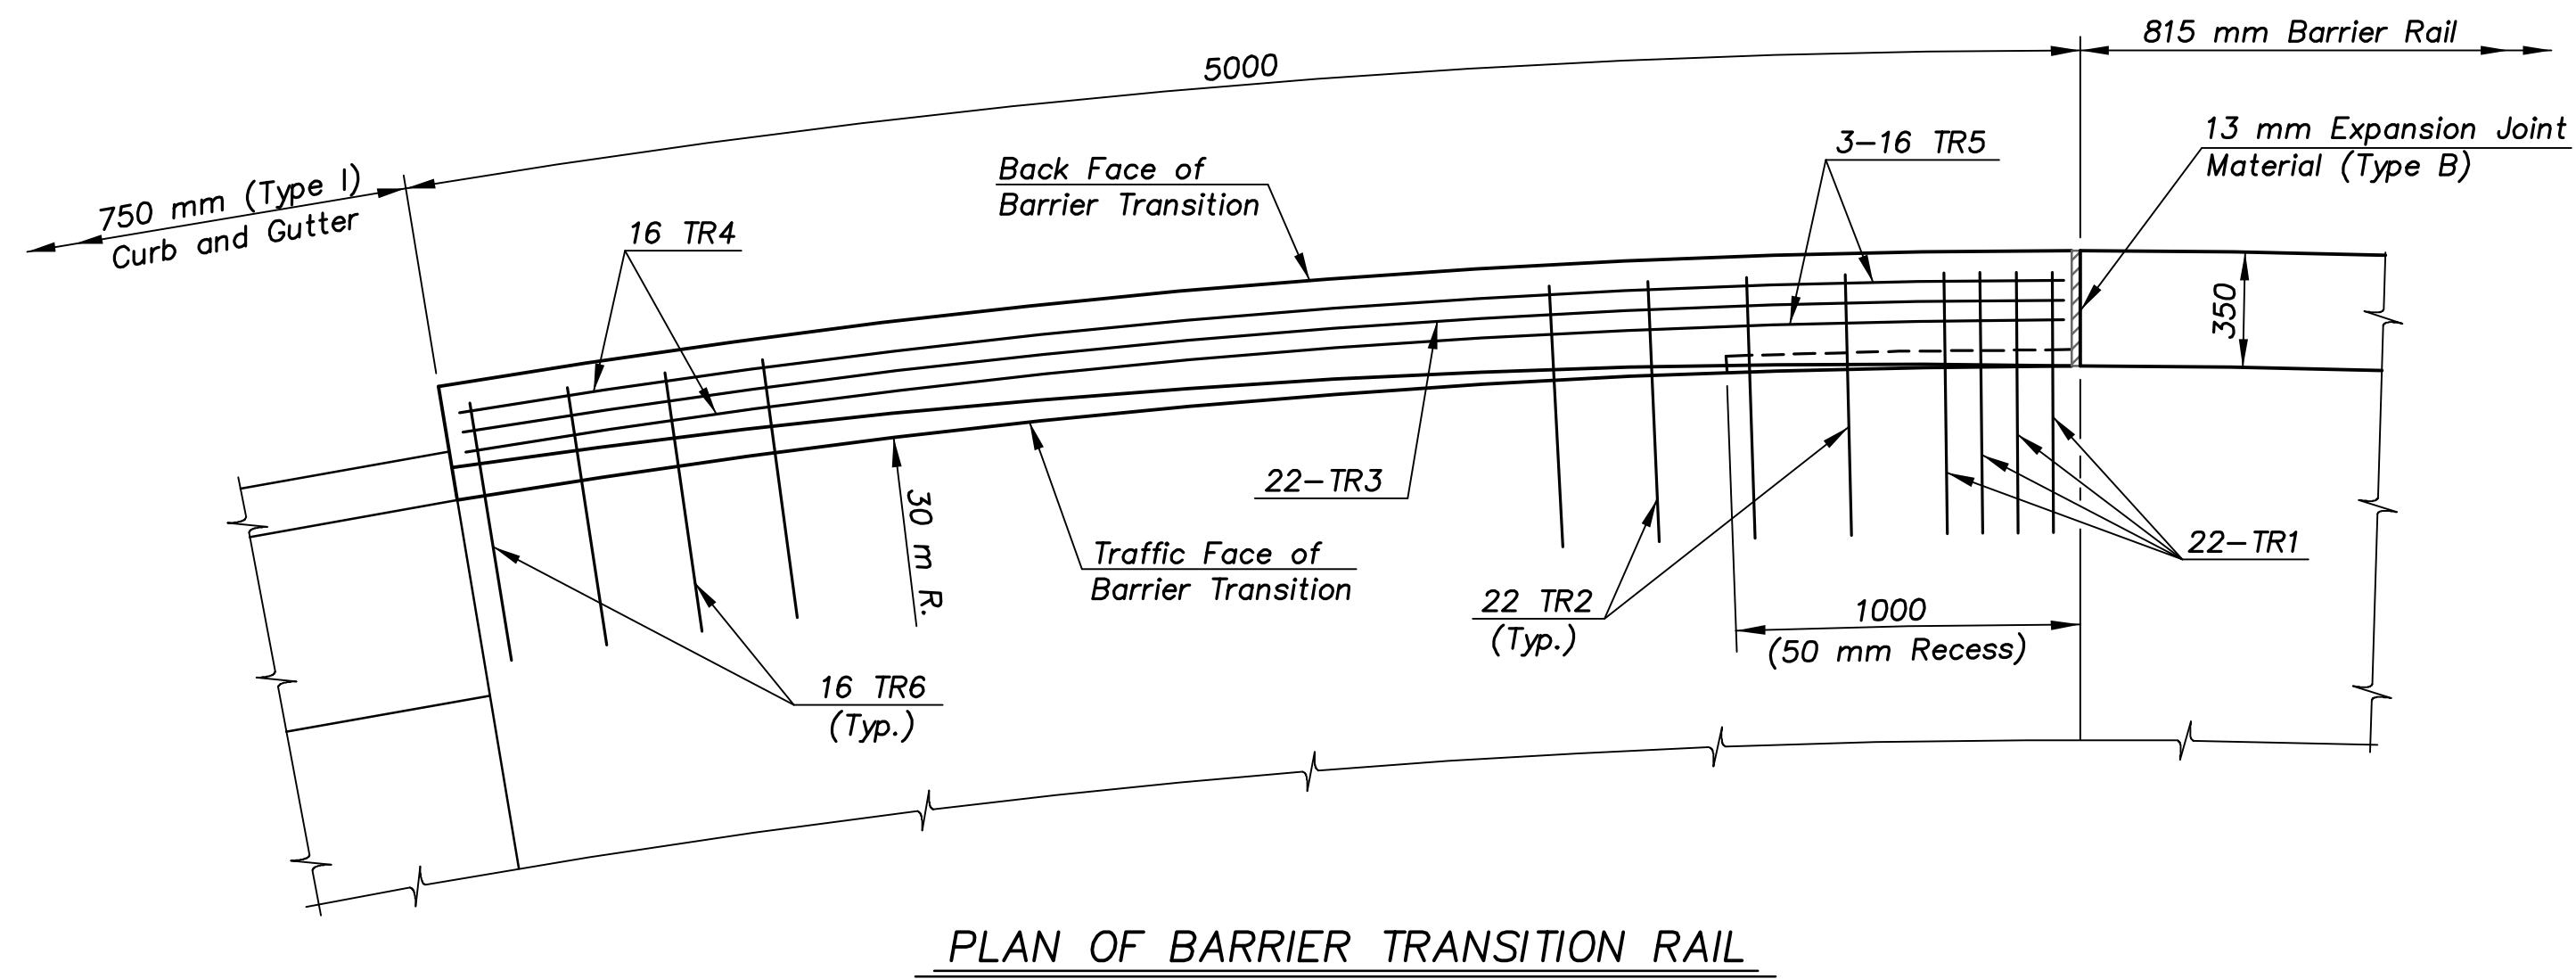 815 mm Barrier Rail
5000
13 mm Expansion Joint
Material (Type B)
3-16 TR5
Back Face of
Barrier Transition
750 mm (Type I)
Curb and Gutter
16 TR4
350
22-TR3
30 m R.
22-TR1
Traffic Face of
Barrier Transition
22 TR2
(Typ.)
1000
(50 mm Recess)
16 TR6
(Typ.)
PLAN OF BARRIER TRANSITION RAIL